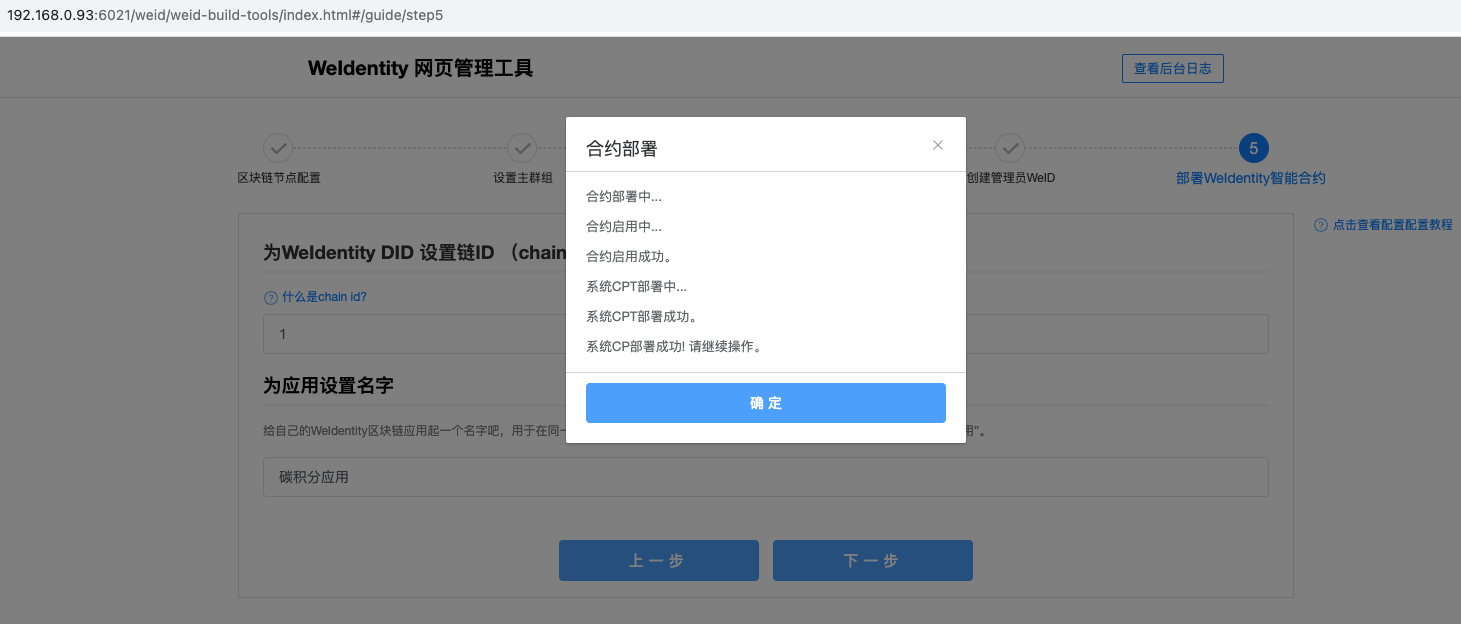 192.168.0.93:6021/weid/weid-build-tools/index.html#/guide/step5
WeIdentity 网页管理工具
查看后台日志
区块链节点配置
设置主群组
创建管理员WeID
5
部署WeIdentity智能合约
点击查看配置配置教程
为WeIdentity DID 设置链ID （chain
什么是chain id?
1
为应用设置名字
给自己的WeIdentity区块链应用起一个名字吧，用于在同一
用”。
碳积分应用
上一步
下一步
合约部署
合约部署中...
合约启用中...
合约启用成功。
系统CPT部署中...
系统CPT部署成功。
系统CP部署成功! 请继续操作。
确 定